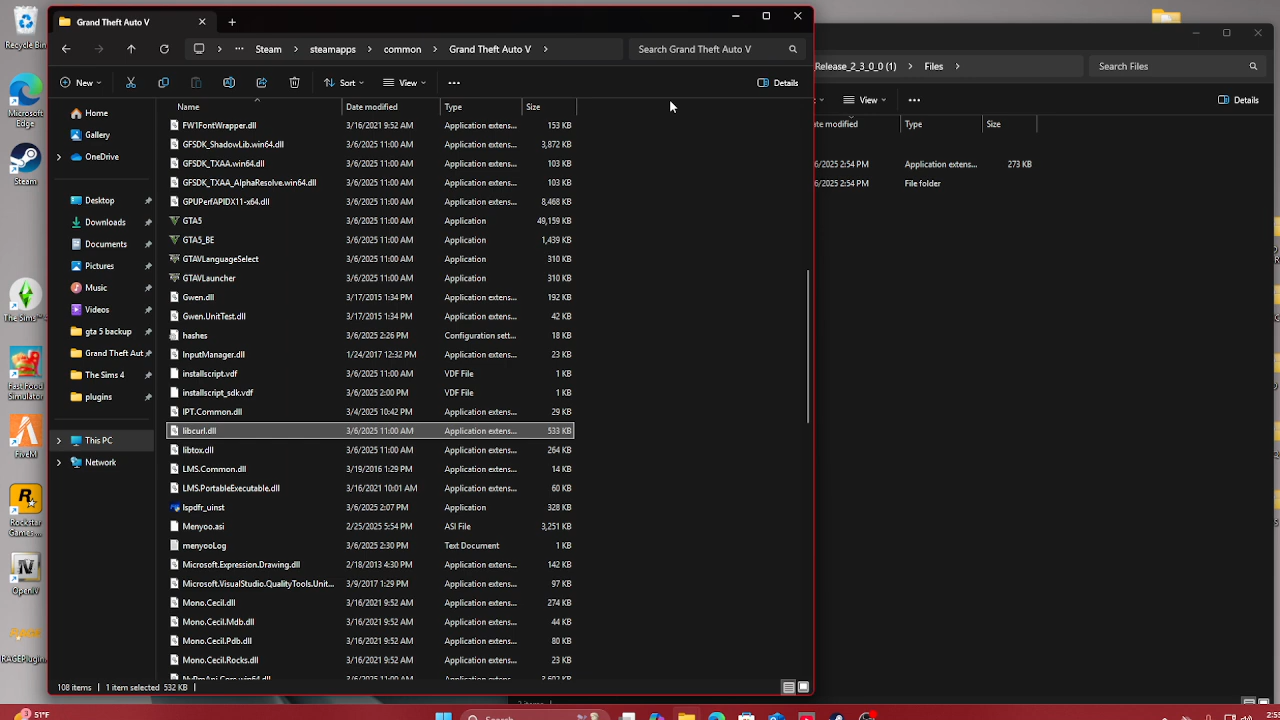 Recycle Bin
Microsoft
Edge
Steam
The Sims™
Fast Food
Simulator
FiveM
Rockstar
Games...
OpenIV
RAGEPlugin
Grand Theft Auto V
Steam
steamapps
common
Grand Theft Auto V
Search Grand Theft Auto V
New
Sort
View
Details
Home
Gallery
OneDrive
Desktop
Downloads
Documents
Pictures
Music
Videos
gta 5 backup
Grand Theft Aut
The Sims 4
plugins
This PC
Network
Name Date modified Type Size
FW1FontWrapper.dll 3/16/2021 9:52 AM Application extens... 153 KB
GFSDK_ShadowLib.win64.dll 3/6/2025 11:00 AM Application extens... 3,872 KB
GFSDK_TXAA.win64.dll 3/6/2025 11:00 AM Application extens... 103 KB
GFSDK_TXAA_AlphaResolve.win64.dll 3/6/2025 11:00 AM Application extens... 103 KB
GPUPerfAPIDX11-x64.dll 3/6/2025 11:00 AM Application extens... 8,468 KB
GTA5 3/6/2025 11:00 AM Application 49,159 KB
GTA5_BE 3/6/2025 11:00 AM Application 1,439 KB
GTAVLanguageSelect 3/6/2025 11:00 AM Application 310 KB
GTAVLauncher 3/6/2025 11:00 AM Application 310 KB
Gwen.dll 3/17/2015 1:34 PM Application extens... 192 KB
Gwen.UnitTest.dll 3/17/2015 1:34 PM Application extens... 42 KB
hashes 3/6/2025 2:26 PM Configuration sett... 18 KB
InputManager.dll 1/24/2017 12:32 PM Application extens... 23 KB
installscript.vdf 3/6/2025 11:00 AM VDF File 1 KB
installscript_sdk.vdf 3/6/2025 2:00 PM VDF File 1 KB
IPT.Common.dll 3/4/2025 10:42 PM Application extens... 29 KB
libcurl.dll 3/6/2025 11:00 AM Application extens... 533 KB
libtox.dll 3/6/2025 11:00 AM Application extens... 264 KB
LMS.Common.dll 3/19/2016 1:29 PM Application extens... 14 KB
LMS.PortableExecutable.dll 3/16/2021 10:01 AM Application extens... 60 KB
lspdfr_uninst 3/6/2025 2:07 PM Application 328 KB
Menyoo.asi 2/25/2025 5:54 PM ASI File 3,251 KB
menyooLog 3/6/2025 2:30 PM Text Document 1 KB
Microsoft.Expression.Drawing.dll 2/18/2013 4:30 PM Application extens... 142 KB
Microsoft.VisualStudio.QualityTools.Unit... 3/9/2017 1:29 PM Application extens... 97 KB
Mono.Cecil.dll 3/16/2021 9:52 AM Application extens... 274 KB
Mono.Cecil.Mdb.dll 3/16/2021 9:52 AM Application extens... 44 KB
Mono.Cecil.Pdb.dll 3/16/2021 9:52 AM Application extens... 80 KB
Mono.Cecil.Rocks.dll 3/16/2021 9:52 AM Application extens... 23 KB
108 items 1 item selected 532 KB
Release_2_3_0_0 (1)
Files
Search Files
View
Details
ate modified Type Size
/6/2025 2:54 PM Application extens... 273 KB
/6/2025 2:54 PM File folder
51°F
Search